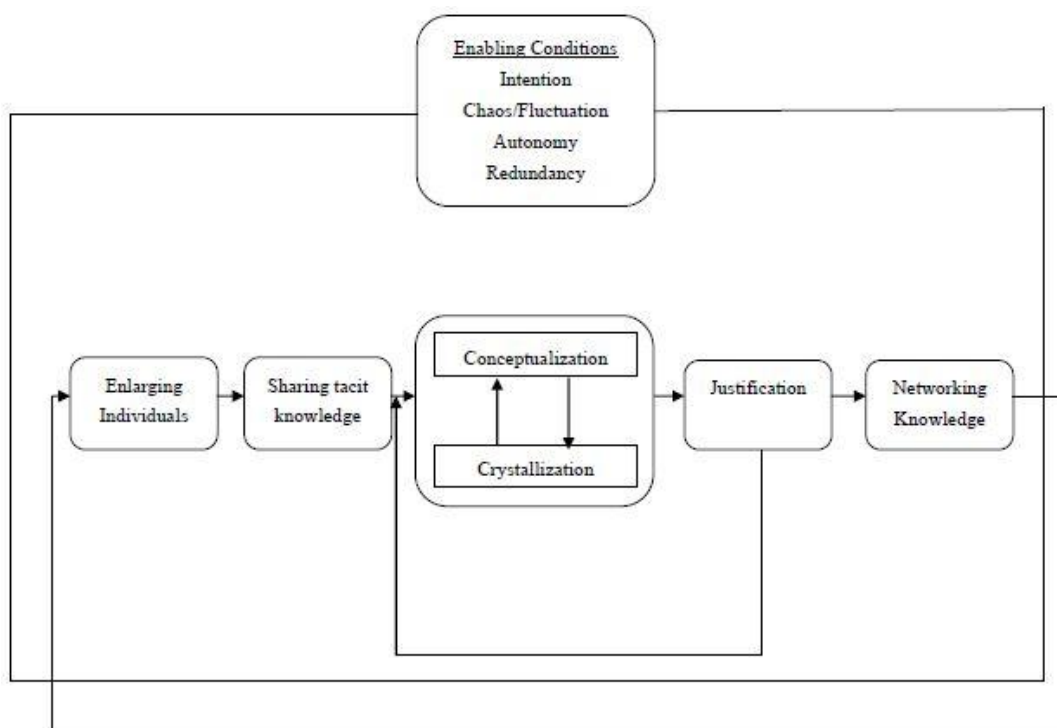 Enabling Conditions
Intention
Chaos/Fluctuation
Autonomy
Redundancy
Enlarging
Individuals
Sharing tacit
knowledge
Conceptualization
Crystallization
Justification
Networking
Knowledge